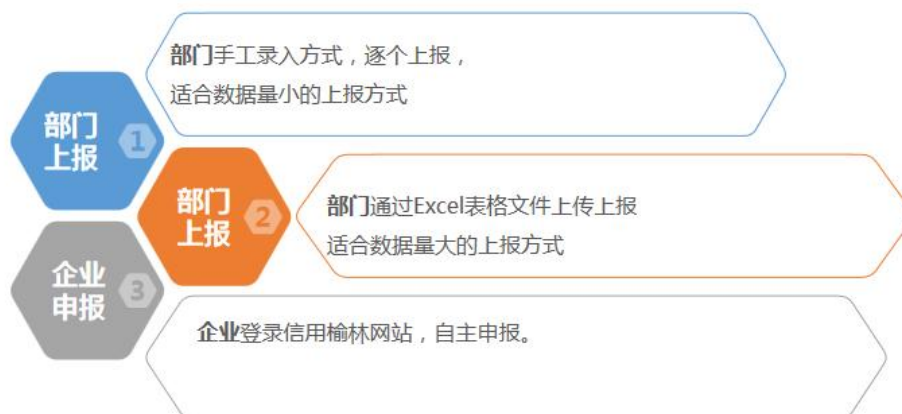 部门手工录入方式，逐个上报，
适合数据量小的上报方式
部门
上报
1
部门
上报
2
部门通过Excel表格文件上传上报
适合数据量大的上报方式
企业
申报
3
企业登录信用榆林网站，自主申报。